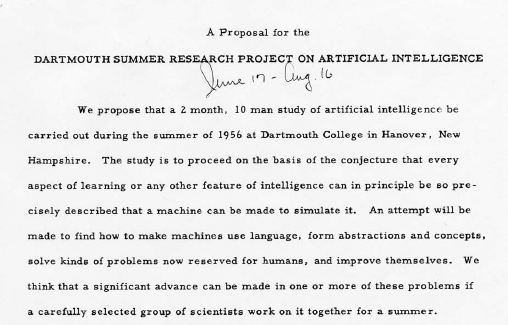 A Proposal for the
DARTMOUTH SUMMER RESEARCH PROJECT ON ARTIFICIAL INTELLIGENCE
June 17 - Aug. 16
We propose that a 2 month, 10 man study of artificial intelligence be
carried out during the summer of 1956 at Dartmouth College in Hanover, New
Hampshire. The study is to proceed on the basis of the conjecture that every
aspect of learning or any other feature of intelligence can in principle be so pre-
cisely described that a machine can be made to simulate it. An attempt will be
made to find how to make machines use language, form abstractions and concepts,
solve kinds of problems now reserved for humans, and improve themselves. We
think that a significant advance can be made in one or more of these problems if
a carefully selected group of scientists work on it together for a summer.